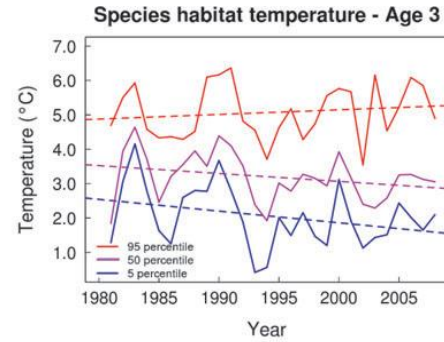 Species habitat temperature - Age 3
Temperature (°C)
7.0
6.0
5.0
4.0
3.0
2.0
1.0
95 percentile
50 percentile
5 percentile
1980 1985 1990 1995 2000 2005
Year